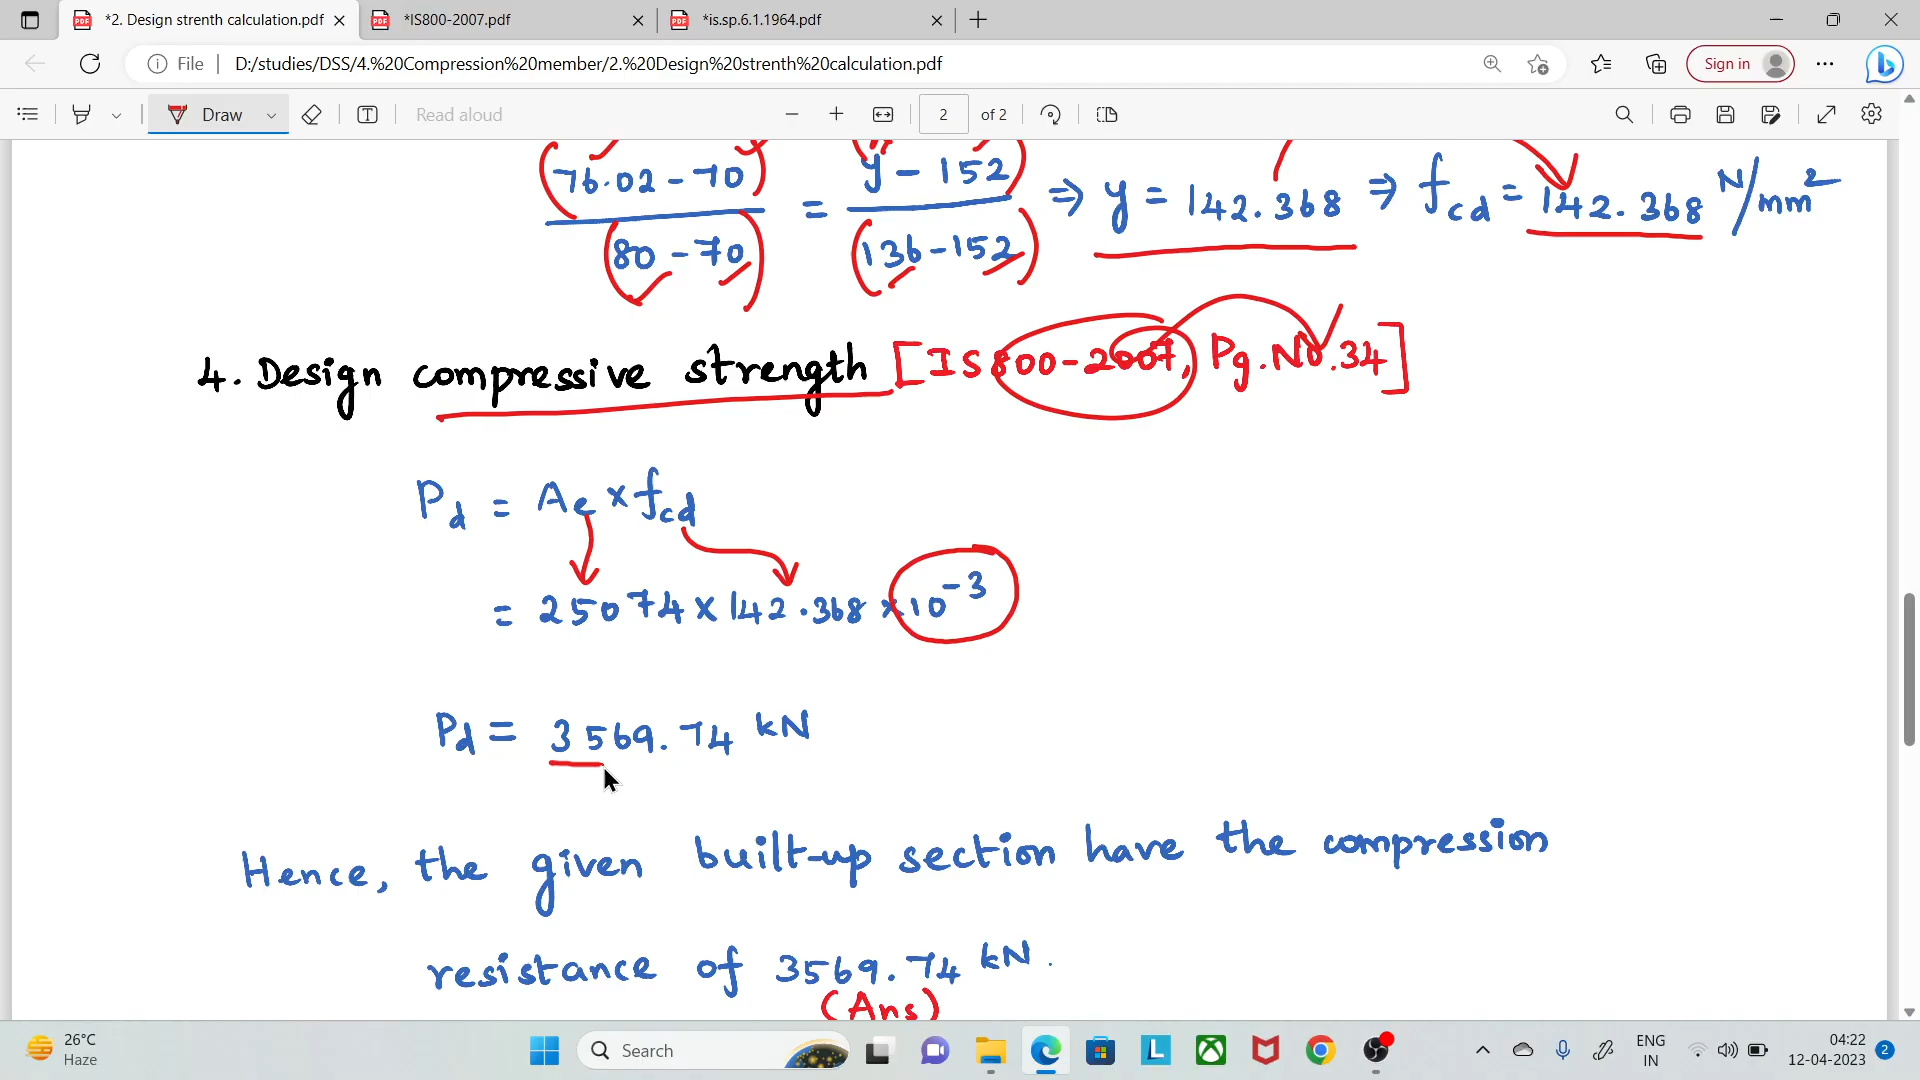 *2. Design strenth calculation.pdf
*IS800-2007.pdf
*is.sp.6.1.1964.pdf
File
D:/studies/DSS/4.%20Compression%20member/2.%20Design%20strenth%20calculation.pdf
Sign in
Draw
Read aloud
2
of 2
(76.02 - 70) / (80 - 70) = (y - 152) / (136 - 152) ⇒ y = 142.368 ⇒ fcd = 142.368 N/mm²
4. Design compressive strength [IS 800-2007, Pg. No. 34]
Pd = Ae × fcd
= 25074 × 142.368 × 10⁻³
Pd = 3569.74 kN
Hence, the given built-up section have the compression
resistance of 3569.74 kN.
(Ans)
26°C
Haze
Search
ENG
IN
04:22
12-04-2023
2